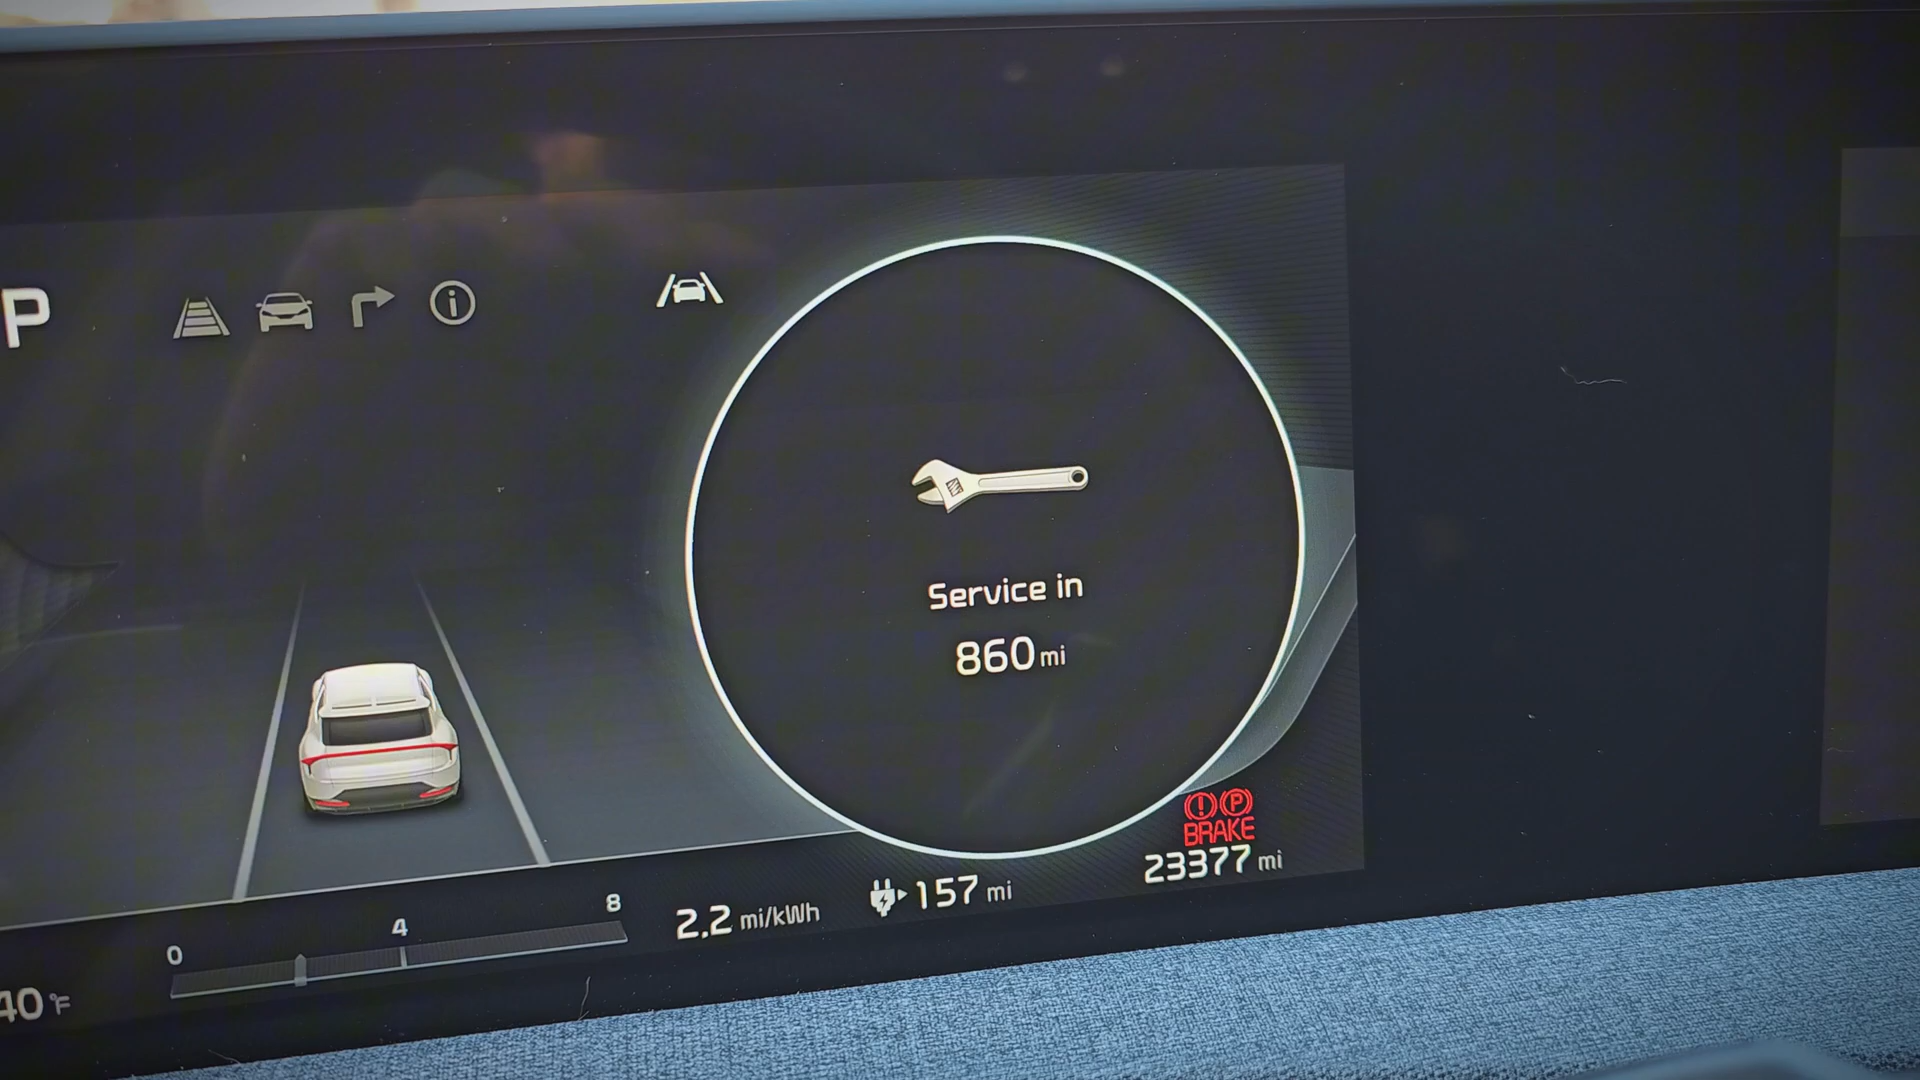 P
Service in
860 mi
BRAKE
23377 mi
157 mi
2.2 mi/kWh
0 4 8
40 °F